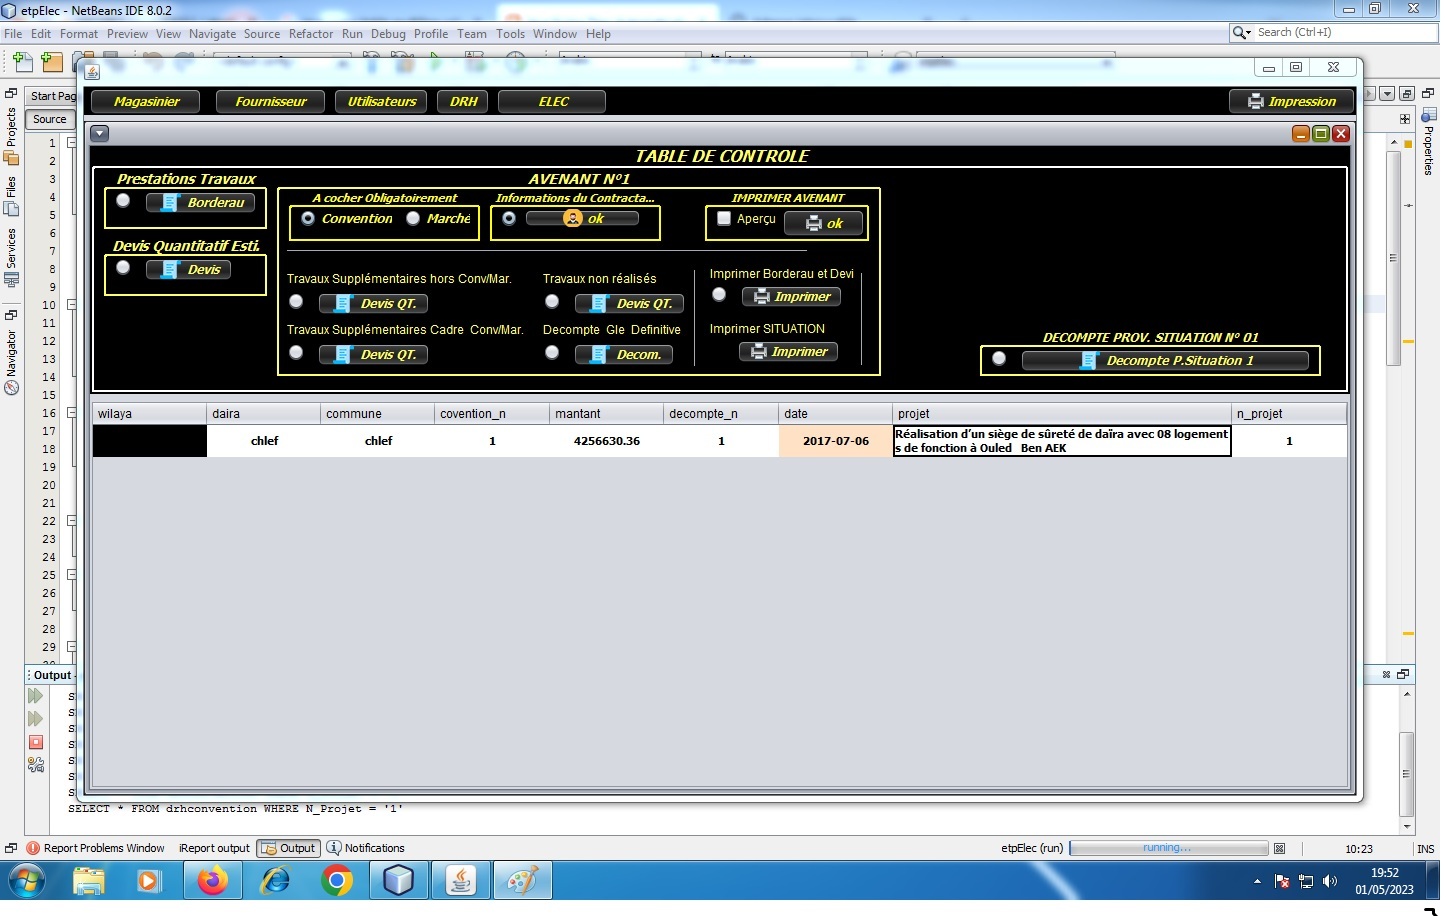 etpElec - NetBeans IDE 8.0.2
File Edit Format Preview View Navigate Source Refactor Run Debug Profile Team Tools Window Help
Search (Ctrl+I)
Start Pag
Source
Projects
Files
Services
Navigator
Properties
Magasinier Fournisseur Utilisateurs DRH ELEC Impression
TABLE DE CONTROLE
Prestations Travaux
Borderau
Devis Quantitatif Esti.
Devis
AVENANT N°1
A cocher Obligatoirement
Convention Marché
Informations du Contracta...
ok
IMPRIMER AVENANT
Aperçu ok
Travaux Supplémentaires hors Conv/Mar.
Devis QT.
Travaux non réalisés
Devis QT.
Imprimer Borderau et Devi
Imprimer
Travaux Supplémentaires Cadre Conv/Mar.
Devis QT.
Decompte Gle Definitive
Decom.
Imprimer SITUATION
Imprimer
DECOMPTE PROV. SITUATION N° 01
Decompte P.Situation 1
wilaya daira commune covention_n mantant decompte_n date projet n_projet
chlef chlef 1 4256630.36 1 2017-07-06 Réalisation d'un siège de sûreté de daïra avec 08 logement
s de fonction à Ouled Ben AEK 1
1
2
3
4
5
6
7
8
9
10
11
12
13
14
15
16
17
18
19
20
21
22
23
24
25
26
27
28
29
Output -
S
S
S
S
S
S
S
SELECT * FROM drhconvention WHERE N_Projet = '1'
Report Problems Window iReport output Output Notifications
etpElec (run) running... 10:23 INS
19:52
01/05/2023